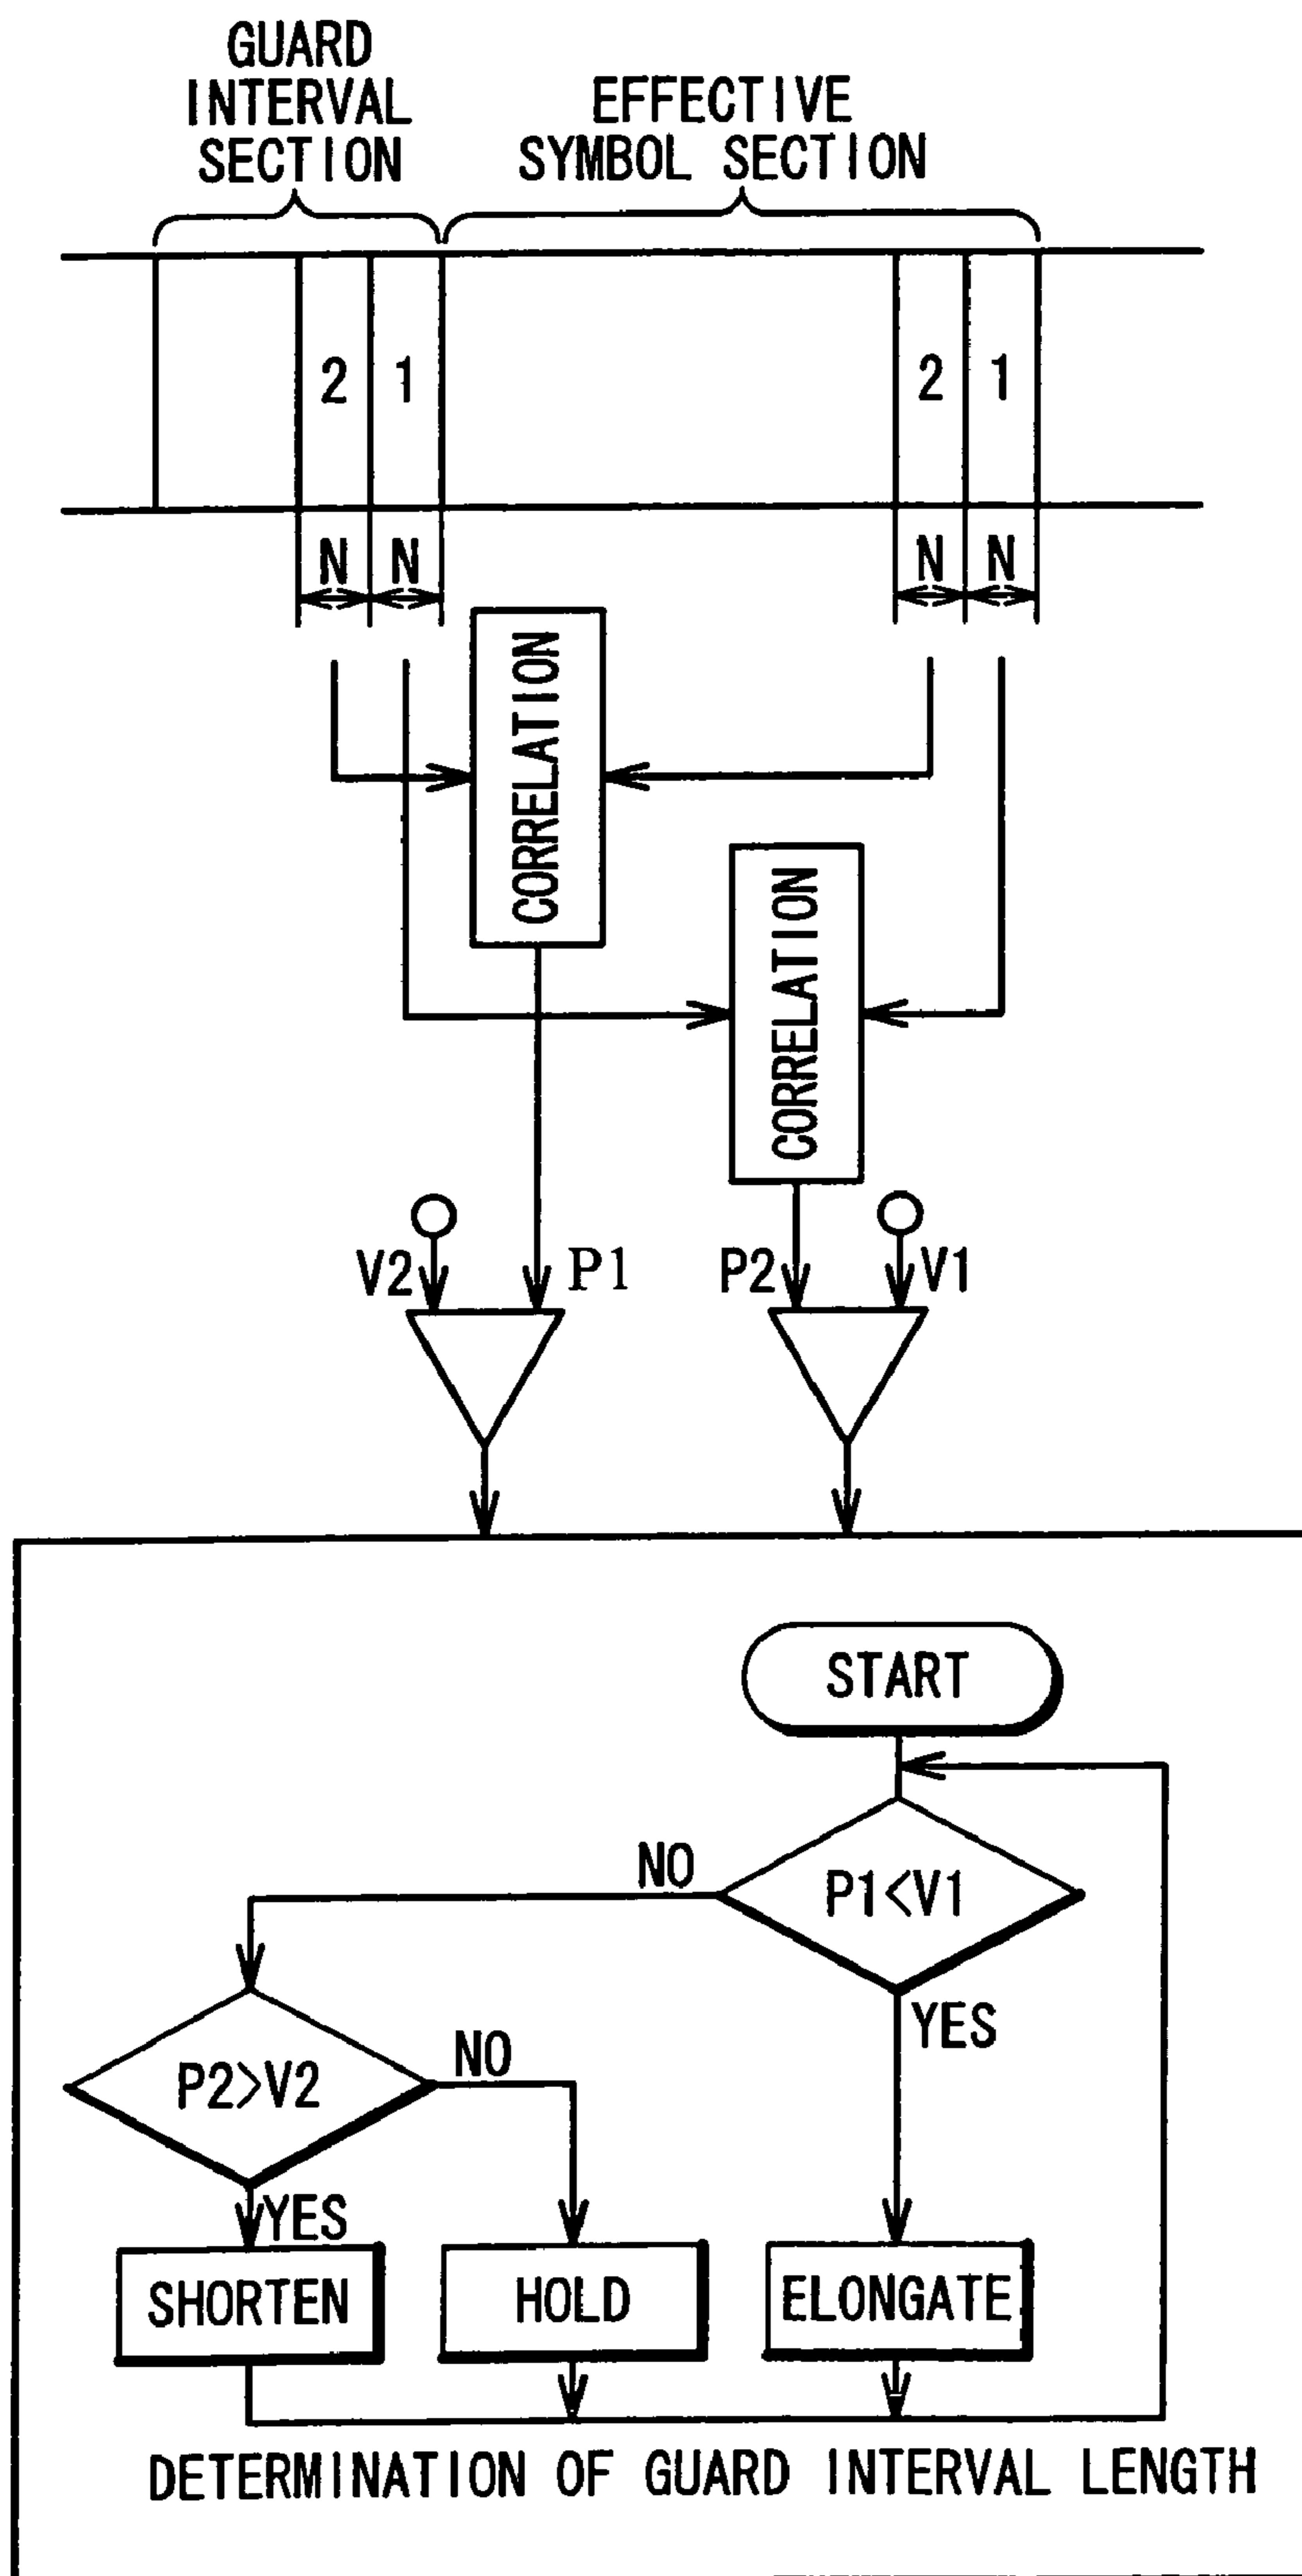 GUARD
INTERVAL
SECTION
EFFECTIVE
SYMBOL SECTION
2
1
2
1
N
N
N
N
CORRELATION
CORRELATION
V2
P1
P2
V1
START
P1<V1
NO
YES
P2>V2
NO
YES
SHORTEN
HOLD
ELONGATE
DETERMINATION OF GUARD INTERVAL LENGTH